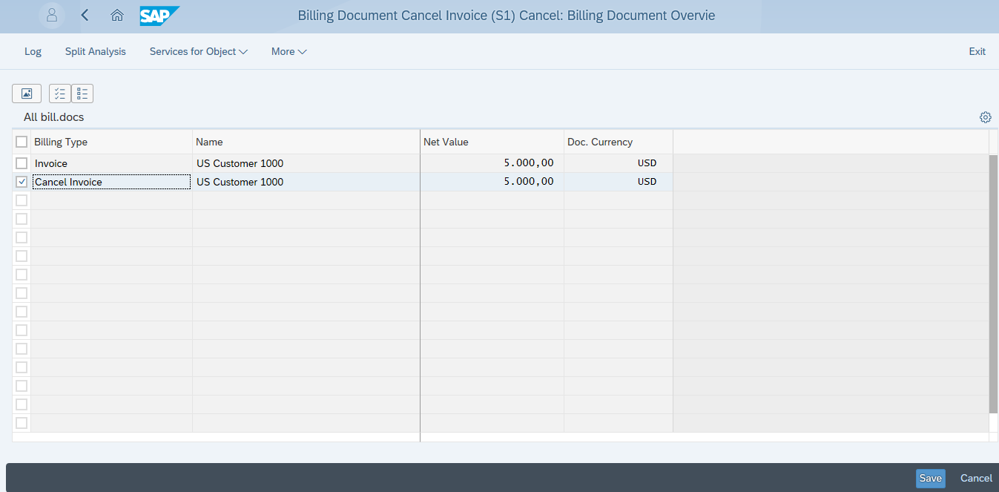 SAP Billing Document Cancel Invoice (S1) Cancel: Billing Document Overvie
Log Split Analysis Services for Object More Exit
All bill.docs
Billing Type Name Net Value Doc. Currency
Invoice US Customer 1000 5.000,00 USD
Cancel Invoice US Customer 1000 5.000,00 USD
Save Cancel